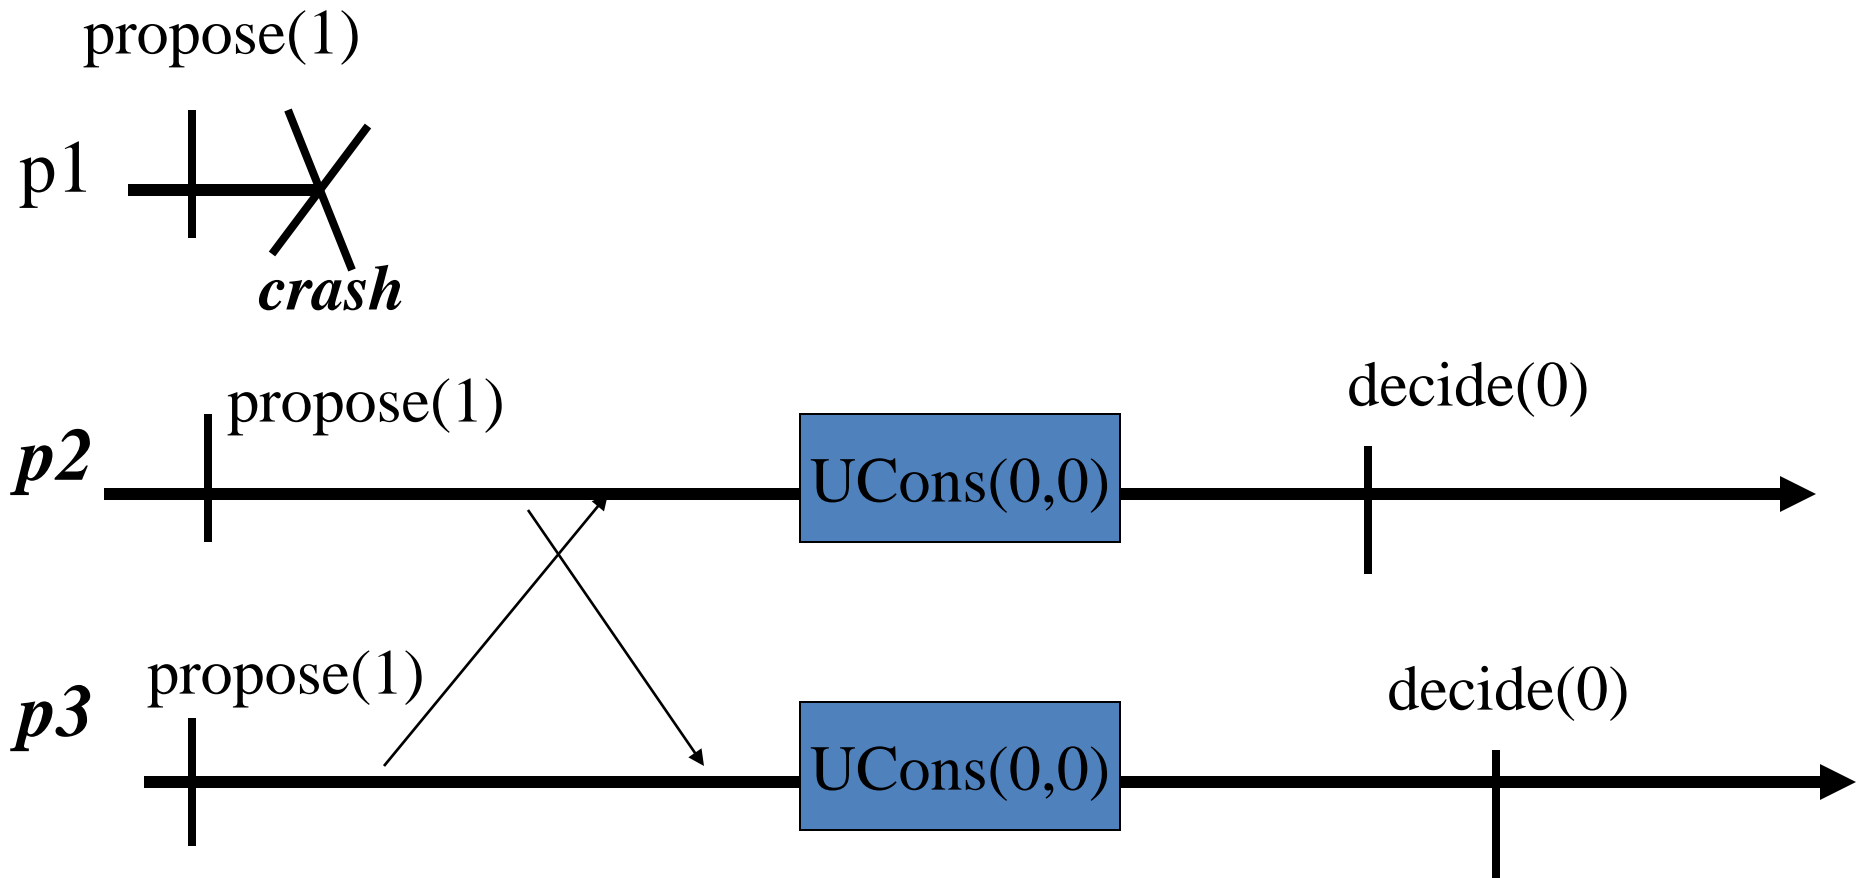 propose(1)
p1
crash
propose(1)
decide(0)
p2
UCons(0,0)
propose(1)
decide(0)
p3
UCons(0,0)